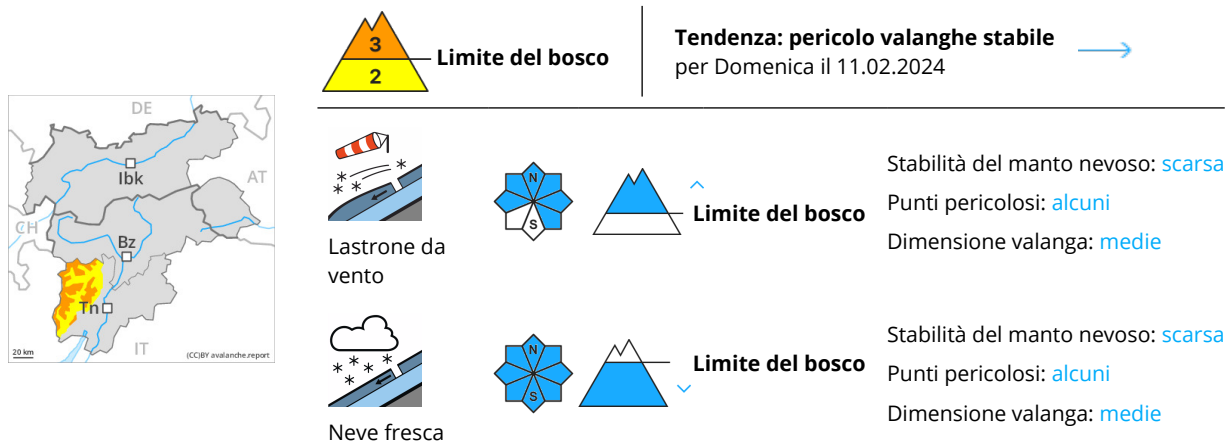 3
2
Limite del bosco
Tendenza: pericolo valanghe stabile
per Domenica il 11.02.2024
DE
Ibk
AT
CH
Bz
Tn
IT
20 km
(CC)BY avalanche.report
Lastrone da
vento
N
S
Limite del bosco
Stabilità del manto nevoso: scarsa
Punti pericolosi: alcuni
Dimensione valanga: medie
Neve fresca
N
S
Limite del bosco
Stabilità del manto nevoso: scarsa
Punti pericolosi: alcuni
Dimensione valanga: medie